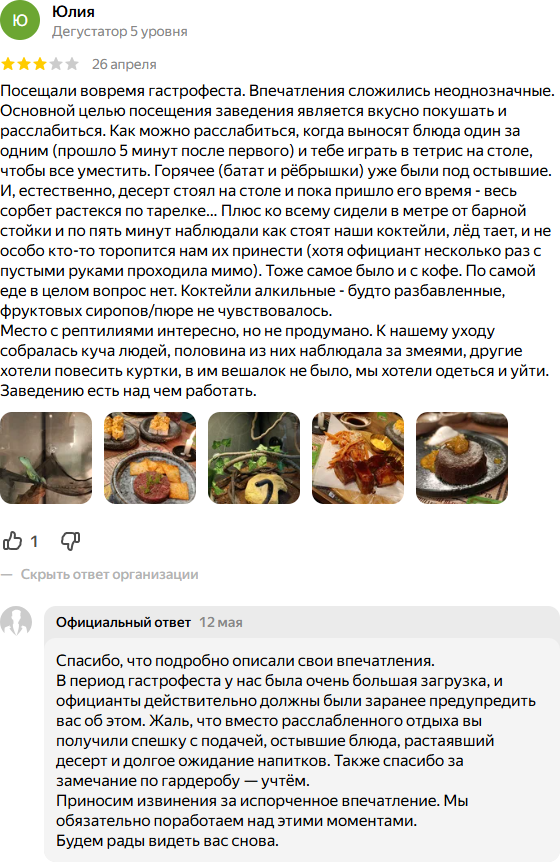 Ю
Юлия
Дегустатор 5 уровня
26 апреля
Посещали вовремя гастрофеста. Впечатления сложились неоднозначные.
Основной целью посещения заведения является вкусно покушать и
расслабиться. Как можно расслабиться, когда выносят блюда один за
одним (прошло 5 минут после первого) и тебе играть в тетрис на столе,
чтобы все уместить. Горячее (батат и рёбрышки) уже были под остывшие.
И, естественно, десерт стоял на столе и пока пришло его время - весь
сорбет растекся по тарелке... Плюс ко всему сидели в метре от барной
стойки и по пять минут наблюдали как стоят наши коктейли, лёд тает, и не
особо кто-то торопится нам их принести (хотя официант несколько раз с
пустыми руками проходила мимо). Тоже самое было и с кофе. По самой
еде в целом вопрос нет. Коктейли алкильные - будто разбавленные,
фруктовых сиропов/пюре не чувствовалось.
Место с рептилиями интересно, но не продумано. К нашему уходу
собралась куча людей, половина из них наблюдала за змеями, другие
хотели повесить куртки, в им вешалок не было, мы хотели одеться и уйти.
Заведению есть над чем работать.
1
— Скрыть ответ организации
Официальный ответ 12 мая
Спасибо, что подробно описали свои впечатления.
В период гастрофеста у нас была очень большая загрузка, и
официанты действительно должны были заранее предупредить
вас об этом. Жаль, что вместо расслабленного отдыха вы
получили спешку с подачей, остывшие блюда, растаявший
десерт и долгое ожидание напитков. Также спасибо за
замечание по гардеробу — учтём.
Приносим извинения за испорченное впечатление. Мы
обязательно поработаем над этими моментами.
Будем рады видеть вас снова.